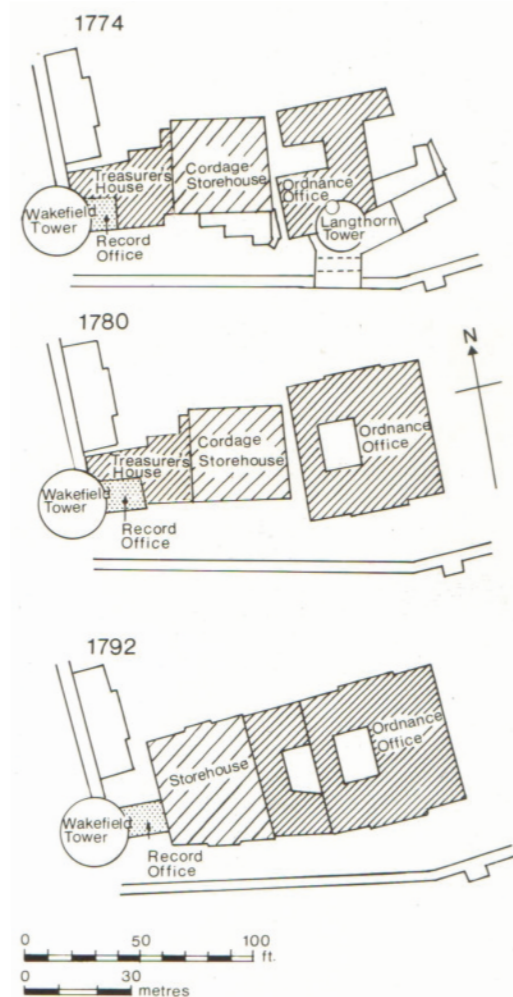 1774
Treasurers
House
Cordage
Storehouse
Ordnance
Office
Langthorn
Tower
Wakefield
Tower
Record
Office
1780
N
Treasurers
House
Cordage
Storehouse
Ordnance
Office
Wakefield
Tower
Record
Office
1792
Storehouse
Ordnance
Office
Wakefield
Tower
Record
Office
0 50 100
ft.
0 30
metres